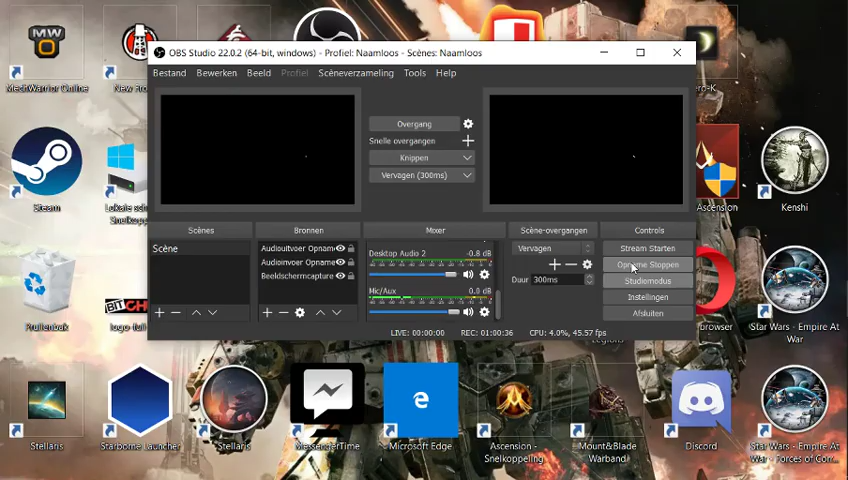 OBS Studio 22.0.2 (64-bit, windows) - Profiel: Naamloos - Scènes: Naamloos
Bestand Bewerken Beeld Profiel Scèneverzameling Tools Help
Overgang
Snelle overgangen
Knippen
Vervagen (300ms)
Scènes Bronnen Mixer Scène-overgangen Controls
Scène
Audiouitvoer Opnam
Audioinvoer Opname
Beeldschermcapture
Desktop Audio 2 -0.8 dB
Mic/Aux 0.0 dB
Vervagen
Duur 300ms
Stream Starten
Opname Stoppen
Studiomodus
Instellingen
Afsluiten
LIVE: 00:00:00 REC: 01:00:36 CPU: 4.0%, 45.57 fps
MW
MechWarrior Online
New Fro
ero-K
Steam
Lokale sch
Snelkoppel
Ascension
Kenshi
Prullenbak
BIT CH
logo-full-
browser
Star Wars - Empire At War
Stellaris
Starborne Launcher
Stellaris
MessengerTime
Microsoft Edge
Ascension - Snelkoppeling
Mount&Blade Warband
Discord
Star Wars - Empire At War - Forces of Corr...